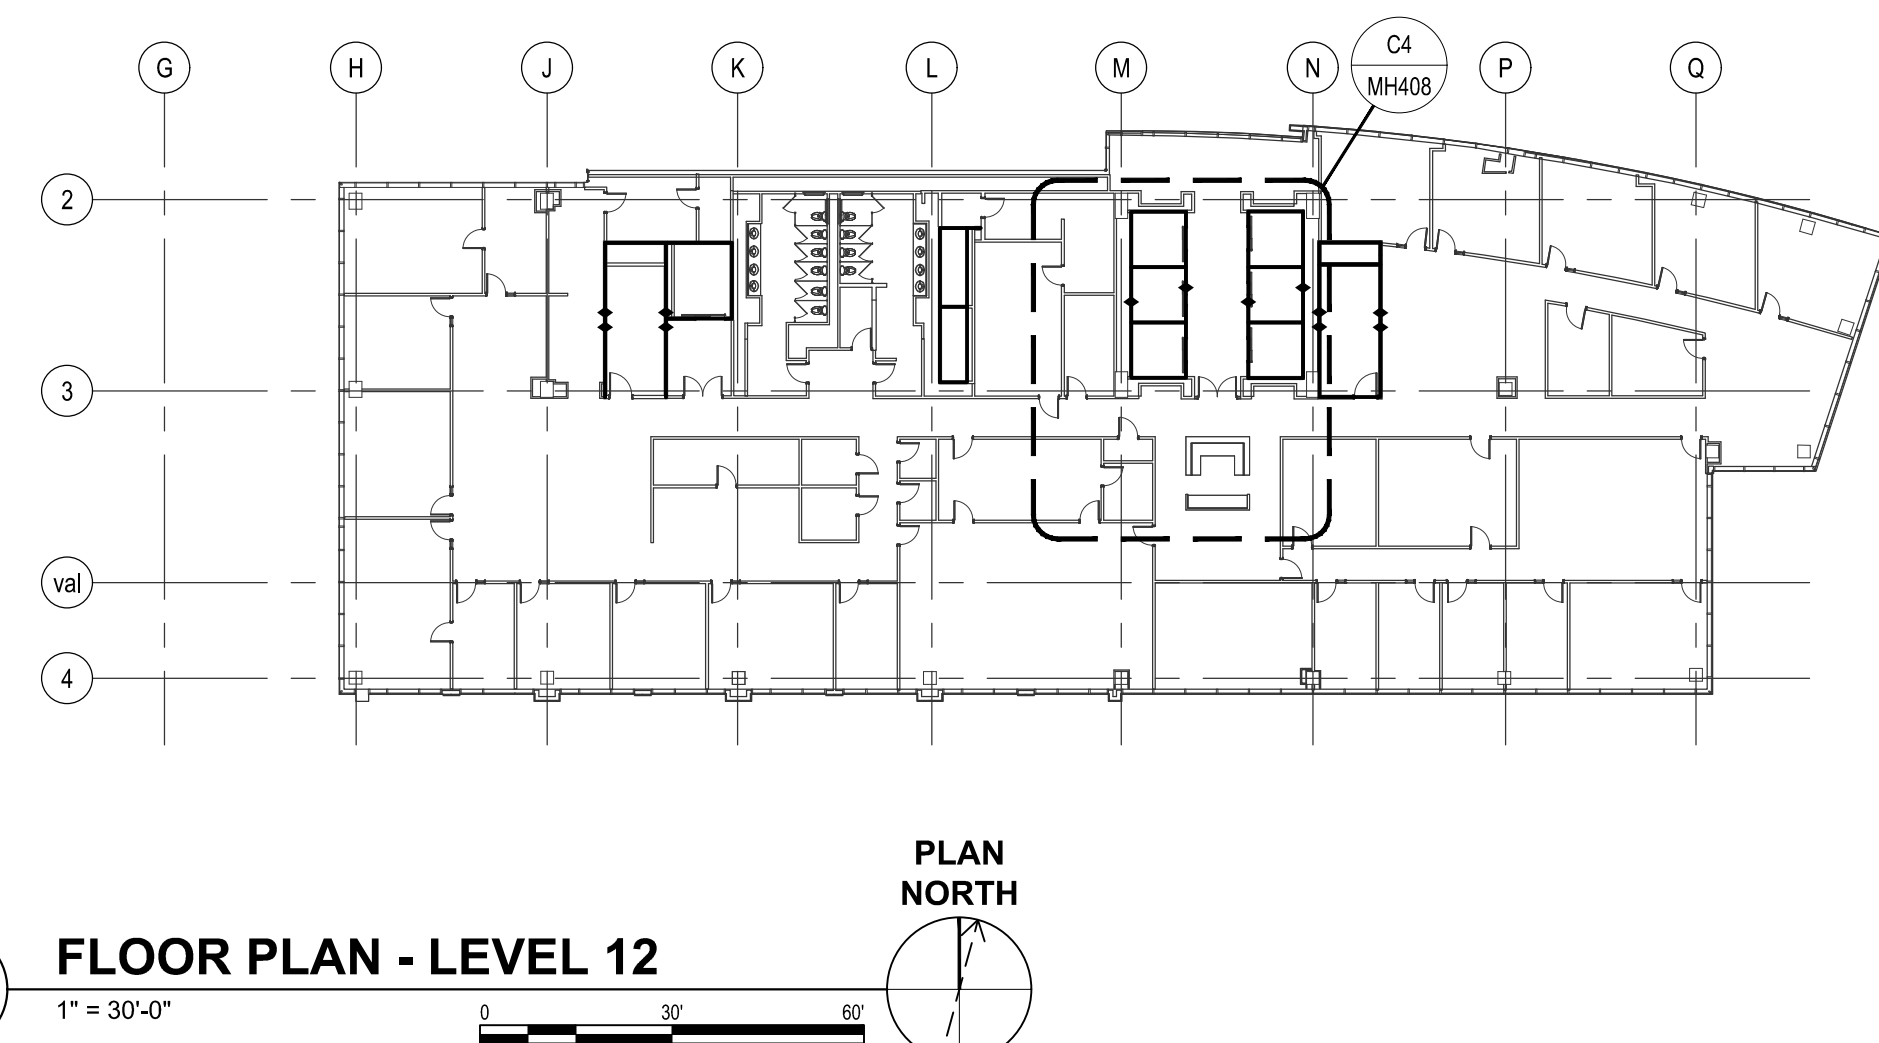 G H J K L M N P Q
C4
MH408
2
3
val
4
PLAN
NORTH
FLOOR PLAN - LEVEL 12
1" = 30'-0"
0 30' 60'